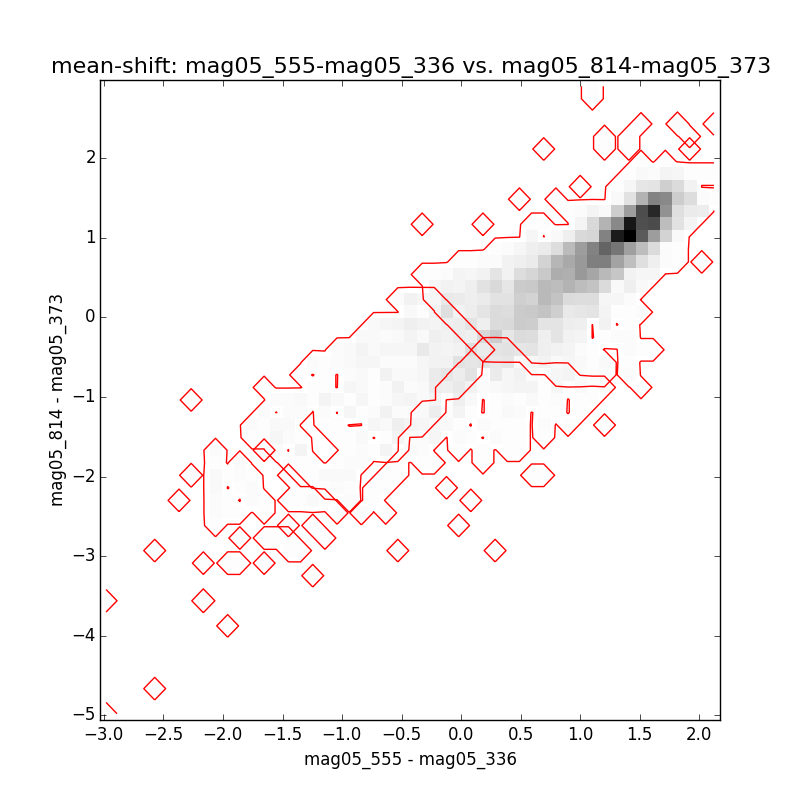 mean-shift: mag05_555-mag05_336 vs. mag05_814-mag05_373
2
1
0
−1
−2
−3
−4
−5
mag05_814 - mag05_373
−3.0 −2.5 −2.0 −1.5 −1.0 −0.5 0.0 0.5 1.0 1.5 2.0
mag05_555 - mag05_336